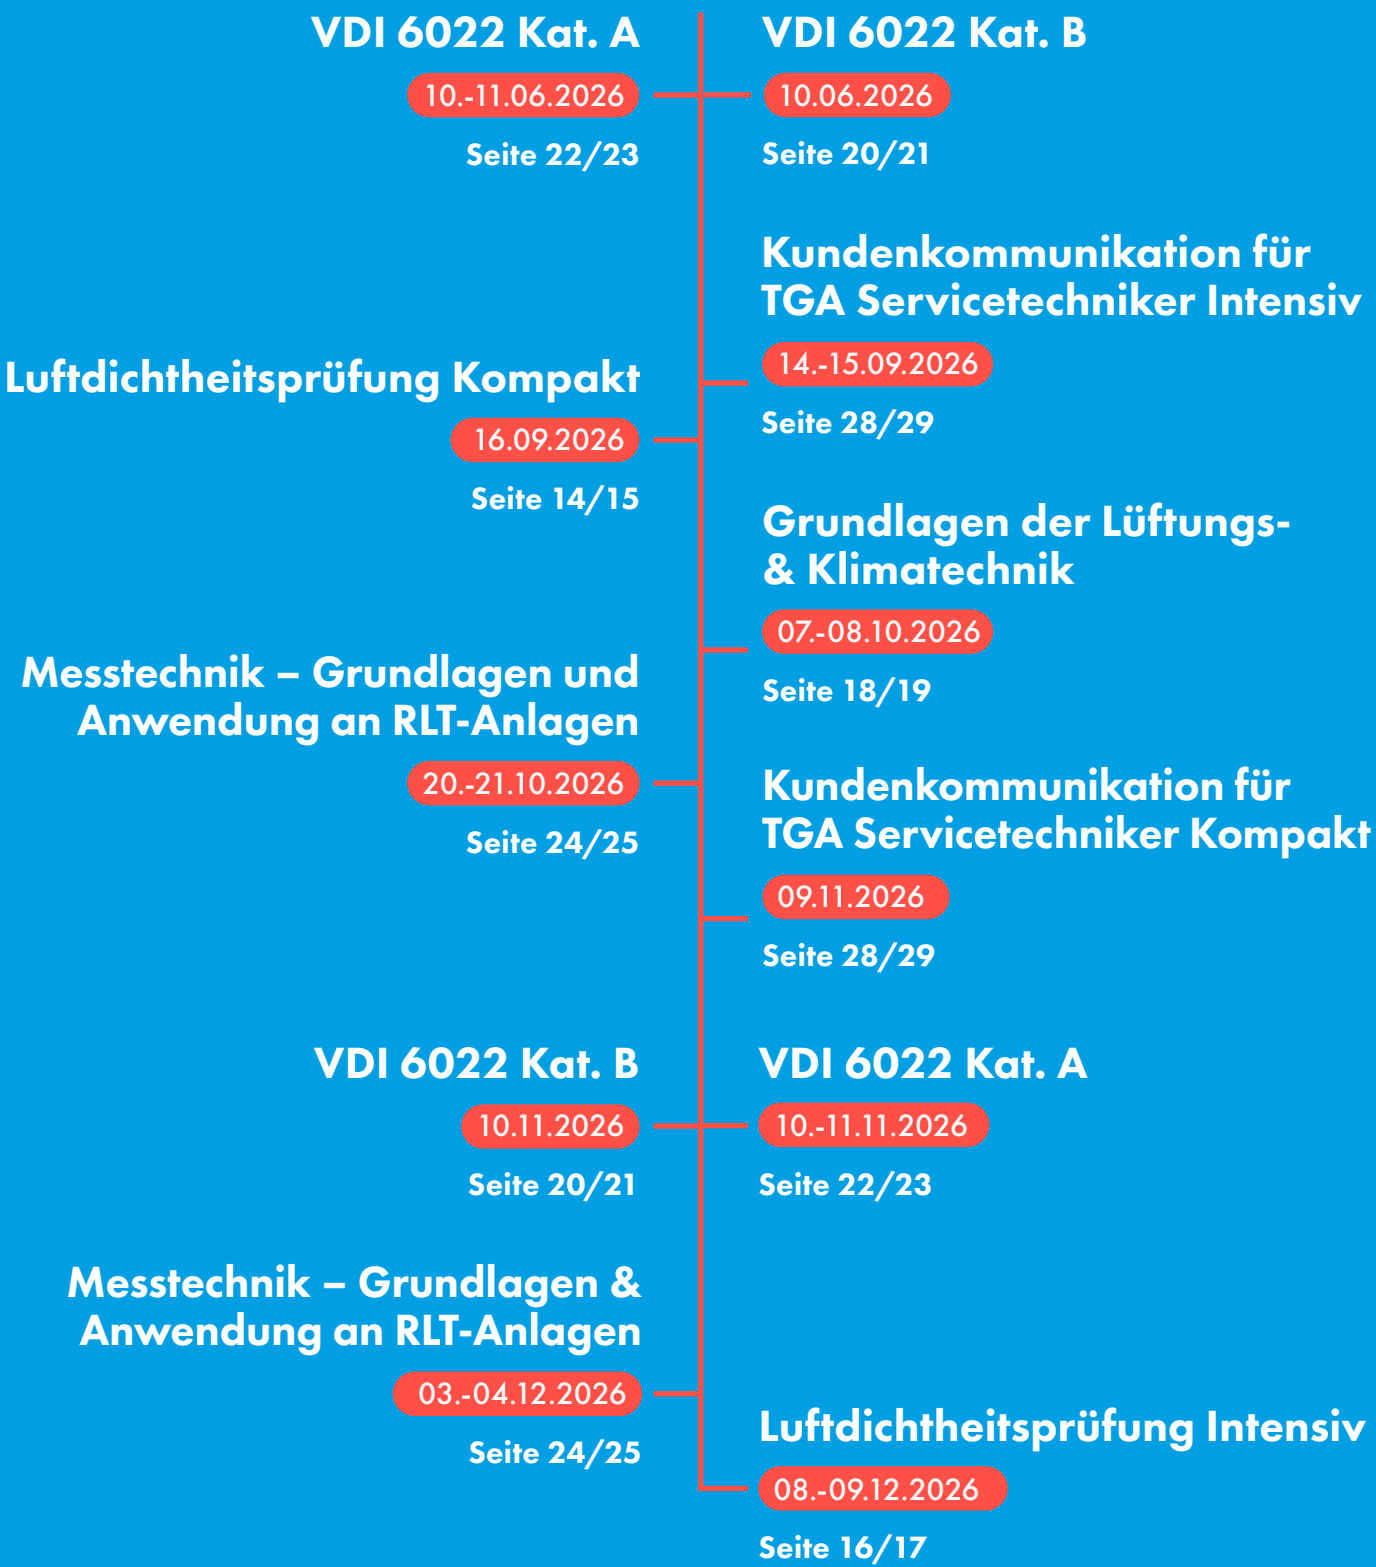 VDI 6022 Kat. A
10.-11.06.2026
Seite 22/23
VDI 6022 Kat. B
10.06.2026
Seite 20/21
Kundenkommunikation für
TGA Servicetechniker Intensiv
14.-15.09.2026
Seite 28/29
Luftdichtheitsprüfung Kompakt
16.09.2026
Seite 14/15
Grundlagen der Lüftungs-
& Klimatechnik
07.-08.10.2026
Seite 18/19
Messtechnik – Grundlagen und
Anwendung an RLT-Anlagen
20.-21.10.2026
Seite 24/25
Kundenkommunikation für
TGA Servicetechniker Kompakt
09.11.2026
Seite 28/29
VDI 6022 Kat. B
10.11.2026
Seite 20/21
VDI 6022 Kat. A
10.-11.11.2026
Seite 22/23
Messtechnik – Grundlagen &
Anwendung an RLT-Anlagen
03.-04.12.2026
Seite 24/25
Luftdichtheitsprüfung Intensiv
08.-09.12.2026
Seite 16/17